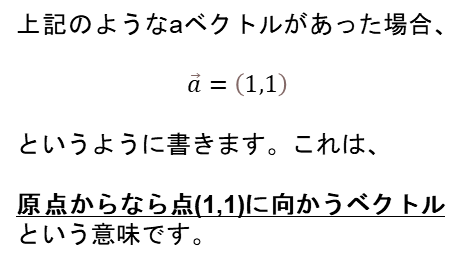 上記のようなaベクトルがあった場合、
a⃗ = (1,1)
というように書きます。これは、
原点からなら点(1,1)に向かうベクトル
という意味です。